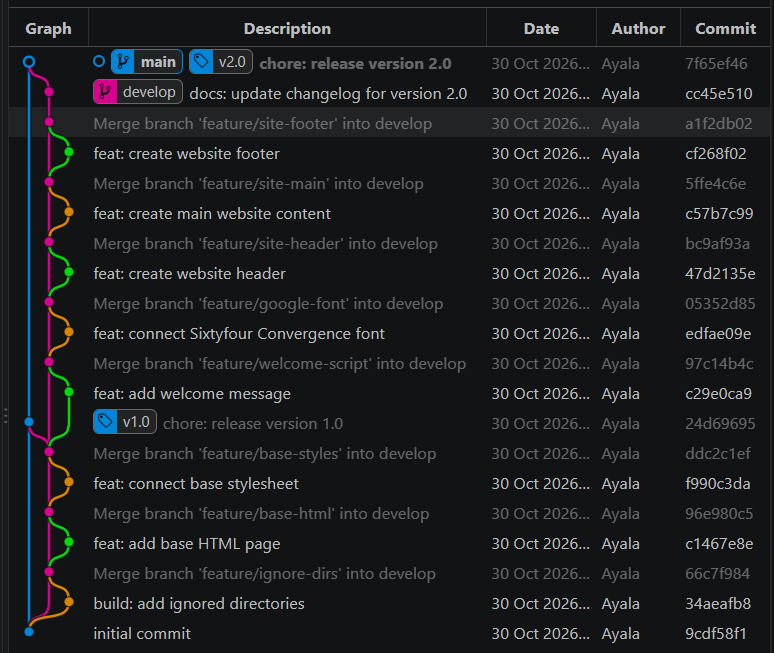 Graph Description Date Author Commit
main v2.0 chore: release version 2.0 30 Oct 2026... Ayala 7f65ef46
develop docs: update changelog for version 2.0 30 Oct 2026... Ayala cc45e510
Merge branch 'feature/site-footer' into develop 30 Oct 2026... Ayala a1f2db02
feat: create website footer 30 Oct 2026... Ayala cf268f02
Merge branch 'feature/site-main' into develop 30 Oct 2026... Ayala 5ffe4c6e
feat: create main website content 30 Oct 2026... Ayala c57b7c99
Merge branch 'feature/site-header' into develop 30 Oct 2026... Ayala bc9af93a
feat: create website header 30 Oct 2026... Ayala 47d2135e
Merge branch 'feature/google-font' into develop 30 Oct 2026... Ayala 05352d85
feat: connect Sixtyfour Convergence font 30 Oct 2026... Ayala edfae09e
Merge branch 'feature/welcome-script' into develop 30 Oct 2026... Ayala 97c14b4c
feat: add welcome message 30 Oct 2026... Ayala c29e0ca9
v1.0 chore: release version 1.0 30 Oct 2026... Ayala 24d69695
Merge branch 'feature/base-styles' into develop 30 Oct 2026... Ayala ddc2c1ef
feat: connect base stylesheet 30 Oct 2026... Ayala f990c3da
Merge branch 'feature/base-html' into develop 30 Oct 2026... Ayala 96e980c5
feat: add base HTML page 30 Oct 2026... Ayala c1467e8e
Merge branch 'feature/ignore-dirs' into develop 30 Oct 2026... Ayala 66c7f984
build: add ignored directories 30 Oct 2026... Ayala 34aeafb8
initial commit 30 Oct 2026... Ayala 9cdf58f1